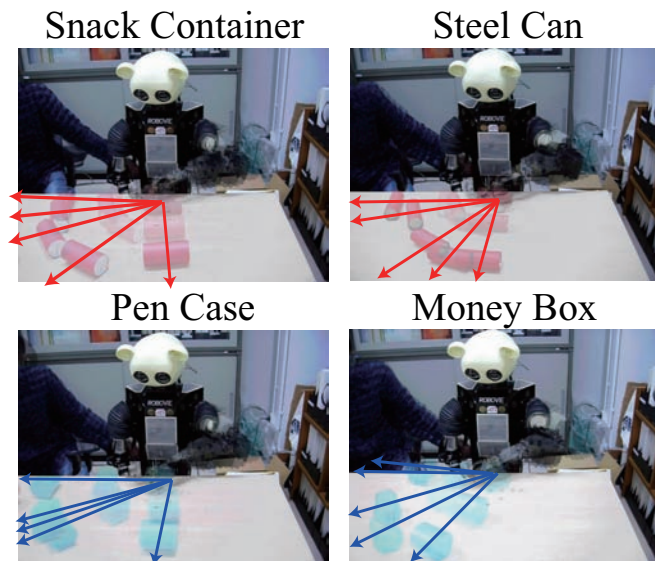 Snack Container
Steel Can
ROBOVIE
ROBOVIE
Pen Case
Money Box
ROBOVIE
ROBOVIE